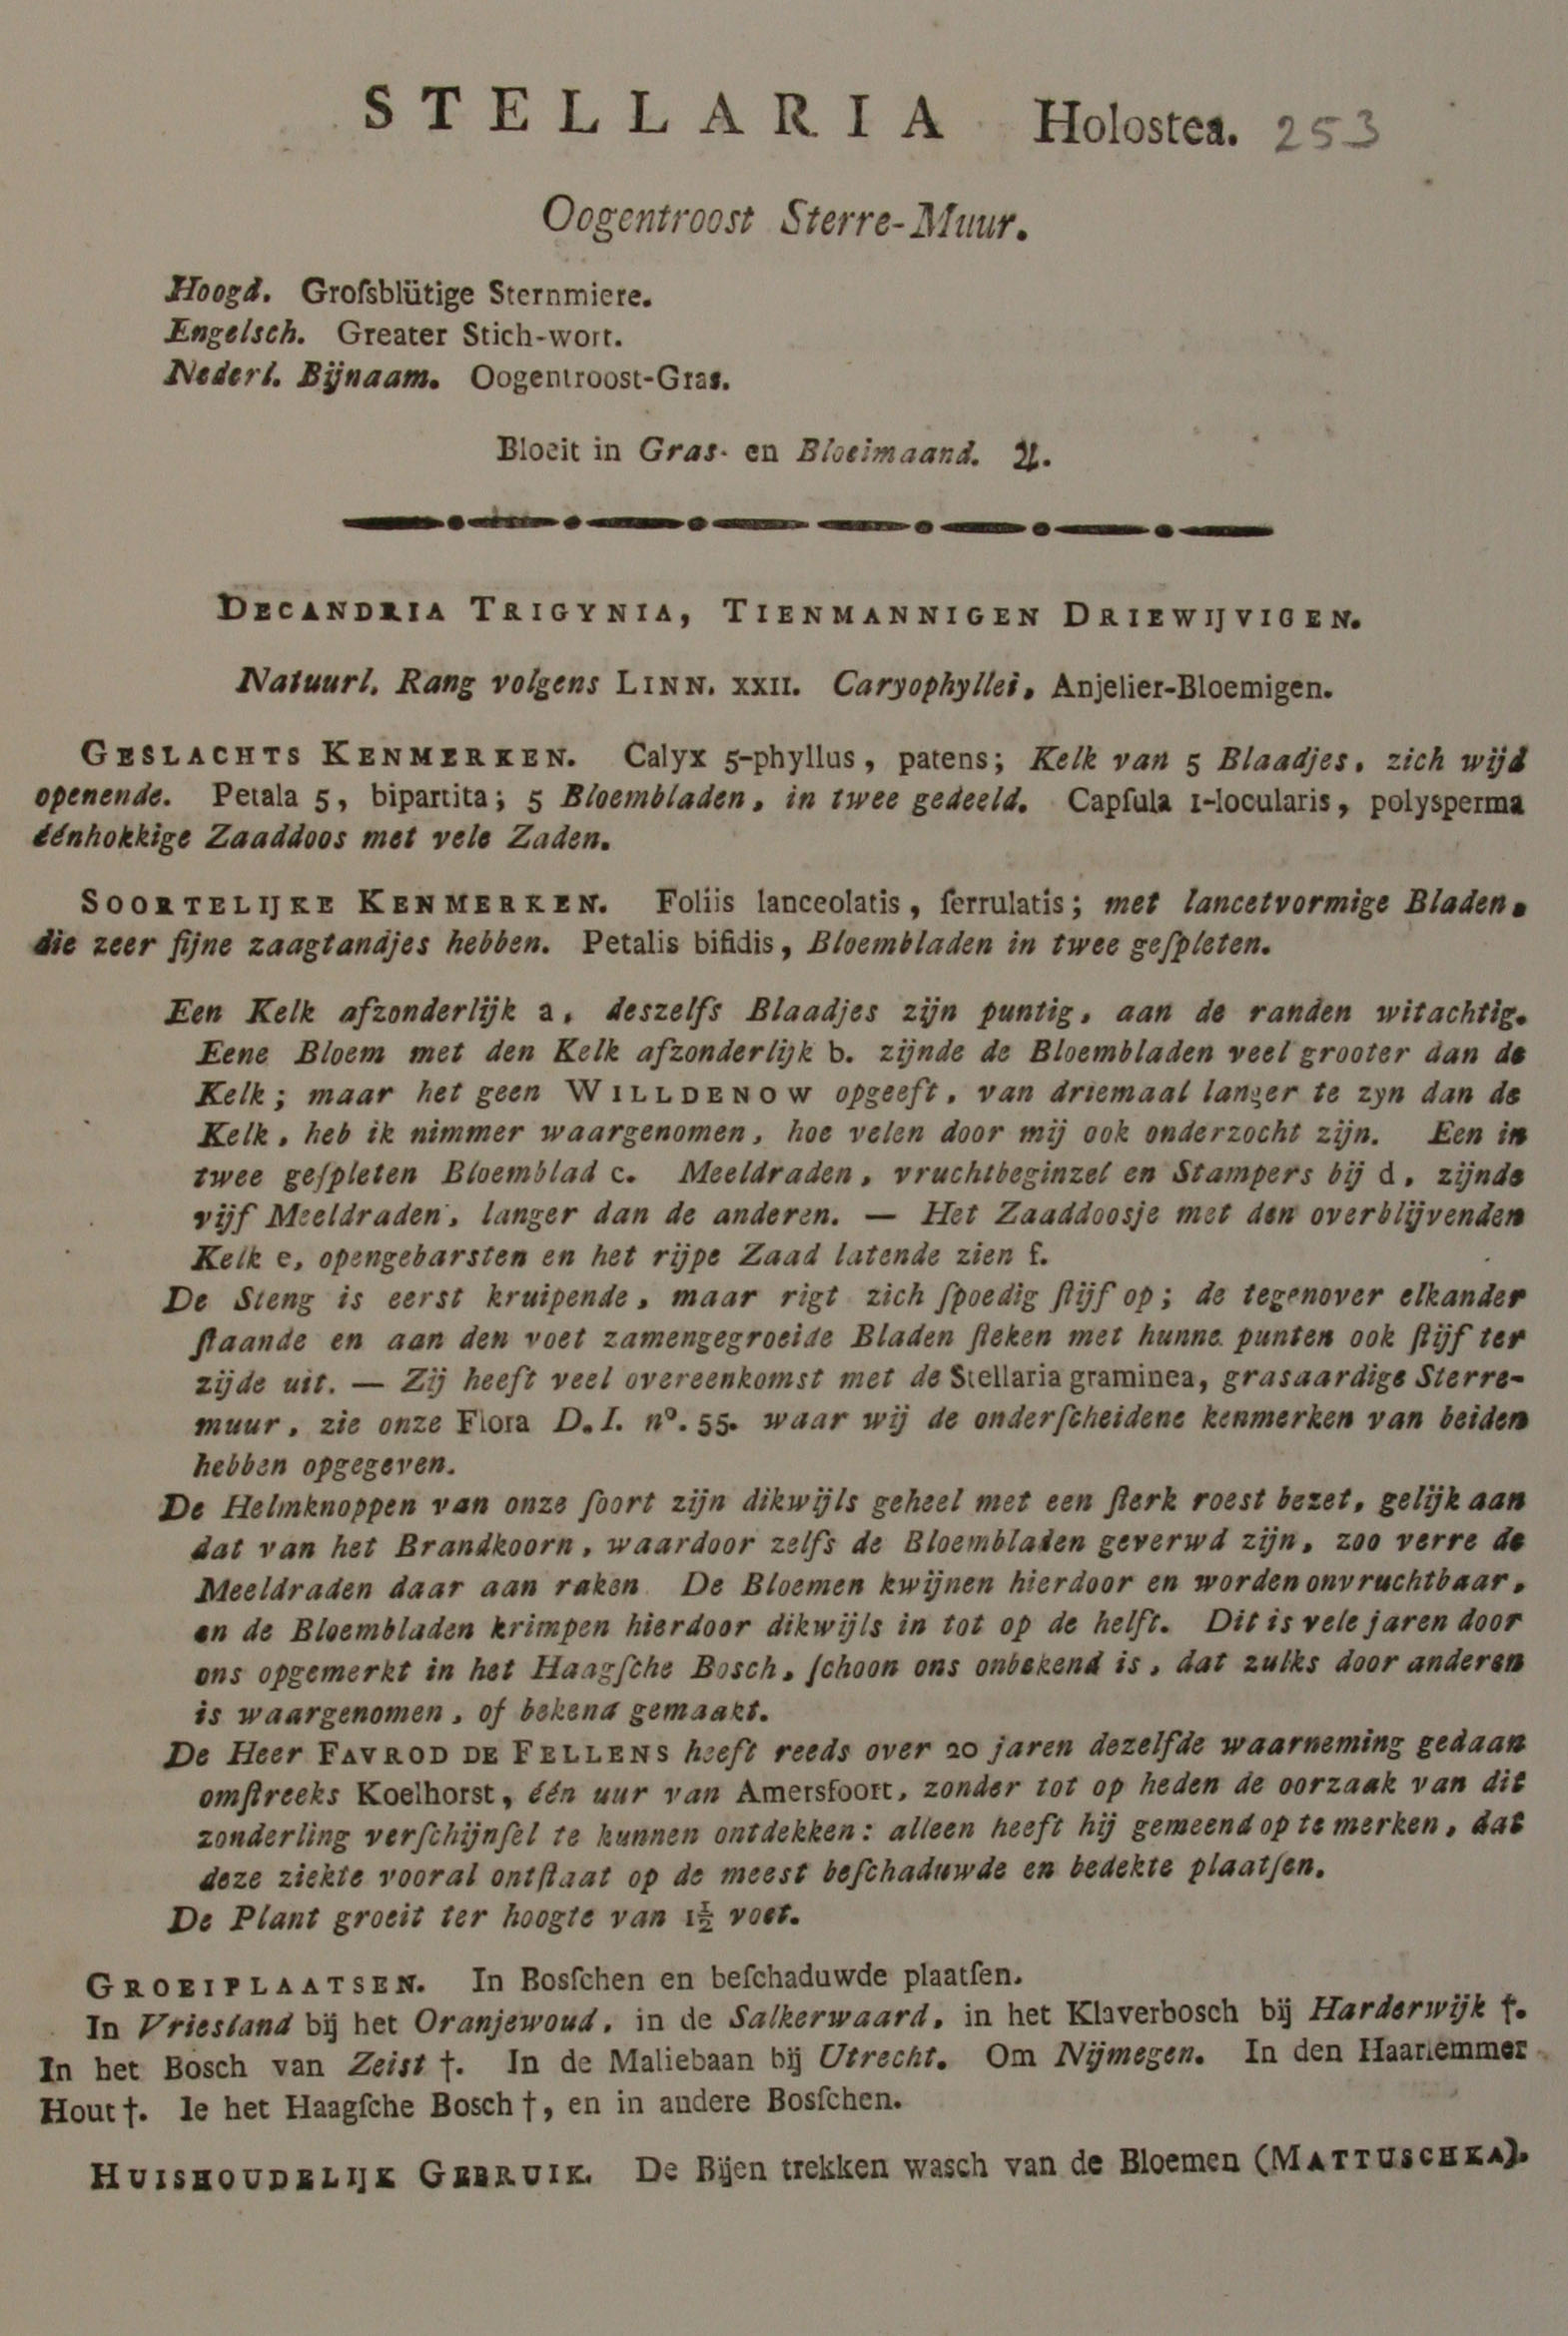 STELLARIA Holostea. 253
Oogentroost Sterre-Muur.
Hoogd. Groſsblütige Sternmiere.
Engelsch. Greater Stich-wort.
Nederl. Bijnaam. Oogentroost-Gras.
Bloeit in Gras- en Bloeimaand. ♃.
DECANDRIA TRIGYNIA, TIENMANNIGEN DRIEWIJVIGEN.
Natuurl. Rang volgens LINN. XXII. Caryophyllei, Anjelier-Bloemigen.
GESLACHTS KENMERKEN. Calyx 5-phyllus, patens; Kelk van 5 Blaadjes, zich wijd
openende. Petala 5, bipartita; 5 Bloembladen, in twee gedeeld. Capſula 1-locularis, polysperma
éénhokkige Zaaddoos met vele Zaden.
SOORTELIJKE KENMERKEN. Foliis lanceolatis, ſerrulatis; met lancetvormige Bladen,
die zeer fijne zaagtandjes hebben. Petalis bifidis, Bloembladen in twee geſpleten.
Een Kelk afzonderlijk a, deszelfs Blaadjes zijn puntig, aan de randen witachtig.
Eene Bloem met den Kelk afzonderlijk b. zijnde de Bloembladen veel grooter dan de
Kelk; maar het geen WILLDENOW opgeeft, van driemaal langer te zyn dan de
Kelk, heb ik nimmer waargenomen, hoe velen door mij ook onderzocht zijn. Een in
twee geſpleten Bloemblad c. Meeldraden, vruchtbeginzel en Stampers bij d, zijnde
vijf Meeldraden, langer dan de anderen. — Het Zaaddoosje met den overblijvenden
Kelk e, opengebarsten en het rijpe Zaad latende zien f.
De Steng is eerst kruipende, maar rigt zich ſpoedig ſtijf op; de tegenover elkander
ſtaande en aan den voet zamengegroeide Bladen ſteken met hunne punten ook ſtijf ter
zijde uit. — Zij heeft veel overeenkomst met de Stellaria graminea, grasaardige Sterre-
muur, zie onze Flora D. I. nº. 55. waar wij de onderſcheidene kenmerken van beiden
hebben opgegeven.
De Helmknoppen van onze ſoort zijn dikwijls geheel met een ſterk roest bezet, gelijk aan
dat van het Brandkoorn, waardoor zelfs de Bloembladen geverwd zijn, zoo verre de
Meeldraden daar aan raken De Bloemen kwijnen hierdoor en worden onvruchtbaar,
en de Bloembladen krimpen hierdoor dikwijls in tot op de helft. Dit is vele jaren door
ons opgemerkt in het Haagſche Bosch, ſchoon ons onbekend is, dat zulks door anderen
is waargenomen, of bekend gemaakt.
De Heer FAVROD DE FELLENS heeft reeds over 20 jaren dezelfde waarneming gedaan
omſtreeks Koelhorst, één uur van Amersfoort, zonder tot op heden de oorzaak van dit
zonderling verſchijnſel te kunnen ontdekken: alleen heeft hij gemeend op te merken, dat
deze ziekte vooral ontſtaat op de meest beſchaduwde en bedekte plaatſen.
De Plant groeit ter hoogte van 1½ voet.
GROEIPLAATSEN. In Bosſchen en beſchaduwde plaatſen.
In Vriesland bij het Oranjewoud, in de Salkerwaard, in het Klaverbosch bij Harderwijk †.
In het Bosch van Zeist †. In de Maliebaan bij Utrecht. Om Nijmegen. In den Haarlemmer
Hout †. Ie het Haagſche Bosch †, en in andere Bosſchen.
HUISHOUDELIJK GEBRUIK. De Bijen trekken wasch van de Bloemen (MATTUSCHKA).